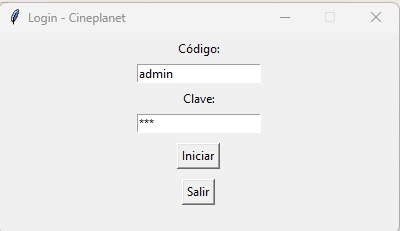 Login - Cineplanet
Código:
admin
Clave:
***
Iniciar
Salir